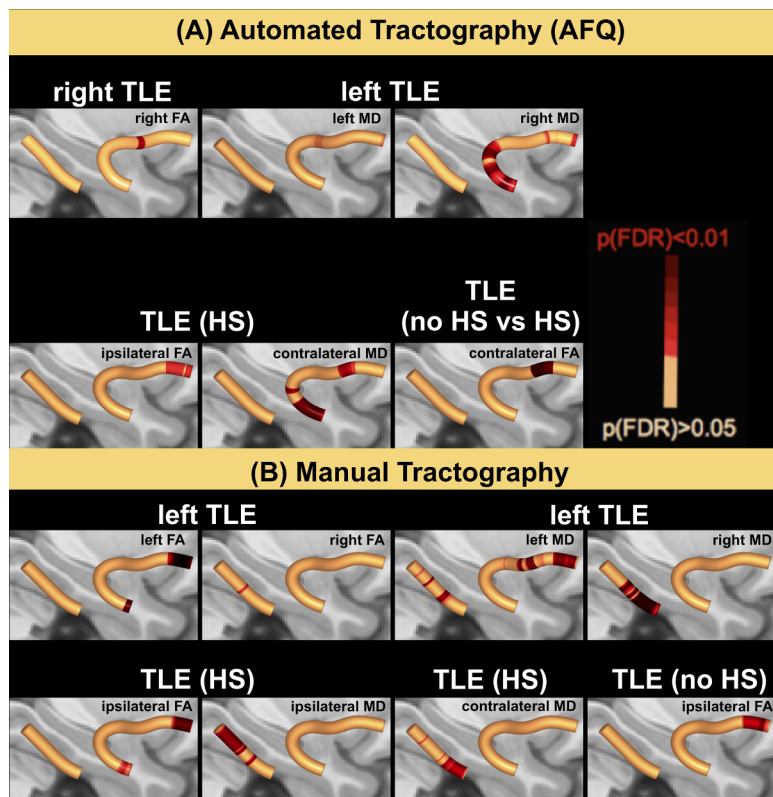 (A) Automated Tractography (AFQ)
right TLE
left TLE
right FA
left MD
right MD
p(FDR)<0.01
p(FDR)>0.05
TLE (HS)
TLE
(no HS vs HS)
ipsilateral FA
contralateral MD
contralateral FA
(B) Manual Tractography
left TLE
left TLE
left FA
right FA
left MD
right MD
TLE (HS)
TLE (HS)
TLE (no HS)
ipsilateral FA
ipsilateral MD
contralateral MD
ipsilateral FA